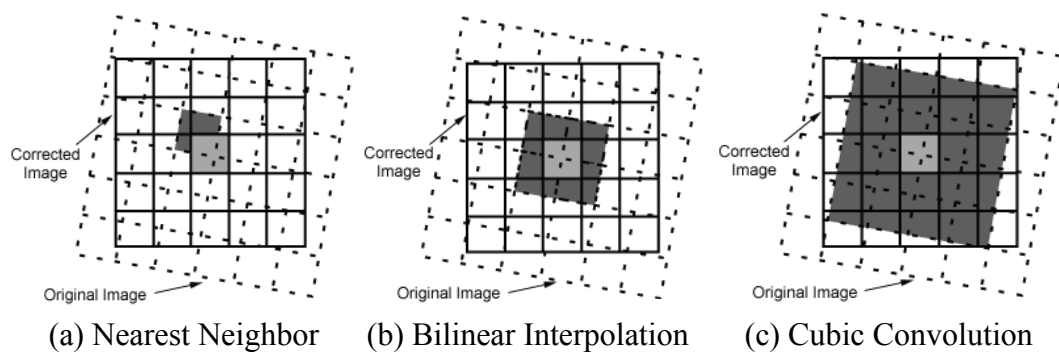 Corrected
Image
Original Image
(a) Nearest Neighbor
Corrected
Image
Original Image
(b) Bilinear Interpolation
Corrected
Image
Original Image
(c) Cubic Convolution